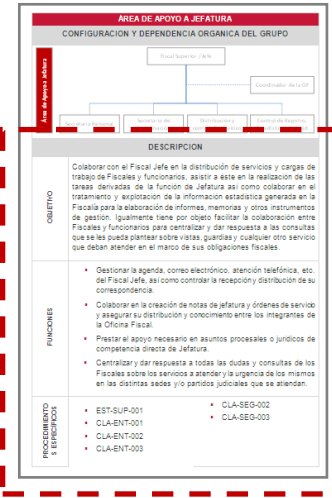 ÁREA DE APOYO A JEFATURA
CONFIGURACION Y DEPENDENCIA ORGANICA DEL GRUPO
Área de Apoyo a Jefatura
Fiscal Superior / Jefe
Coordinador de la OF
Secretaría Personal
Secretaría de
Distribución y
Control de Registro,
DESCRIPCION
OBJETIVO
Colaborar con el Fiscal Jefe en la distribución de servicios y cargas de
trabajo de Fiscales y funcionarios, asistir a éste en la realización de las
tareas derivadas de la función de Jefatura así como colaborar en el
tratamiento y explotación de la información estadística generada en la
Fiscalía para la elaboración de informes, memorias y otros instrumentos
de gestión. Igualmente tiene por objeto facilitar la colaboración entre
Fiscales y funcionarios para centralizar y dar respuesta a las consultas
que se les pueda plantear sobre vistas, guardias y cualquier otro servicio
que deban atender en el marco de sus obligaciones fiscales.
FUNCIONES
▪ Gestionar la agenda, correo electrónico, atención telefónica, etc.
del Fiscal Jefe, así como controlar la recepción y distribución de su
correspondencia.
▪ Colaborar en la creación de notas de jefatura y órdenes de servicio
y asegurar su distribución y conocimiento entre los integrantes de
la Oficina Fiscal.
▪ Prestar el apoyo necesario en asuntos procesales o jurídicos de
competencia directa de Jefatura.
▪ Centralizar y dar respuesta a todas las dudas y consultas de los
Fiscales sobre los servicios a atender y la urgencia de los mismos
en las distintas sedes y/o partidos judiciales que se atiendan.
PROCEDIMIENTO
S ESPECÍFICOS
▪ EST-SUP-001
▪ CLA-ENT-001
▪ CLA-ENT-002
▪ CLA-ENT-003
▪ CLA-SEG-002
▪ CLA-SEG-003